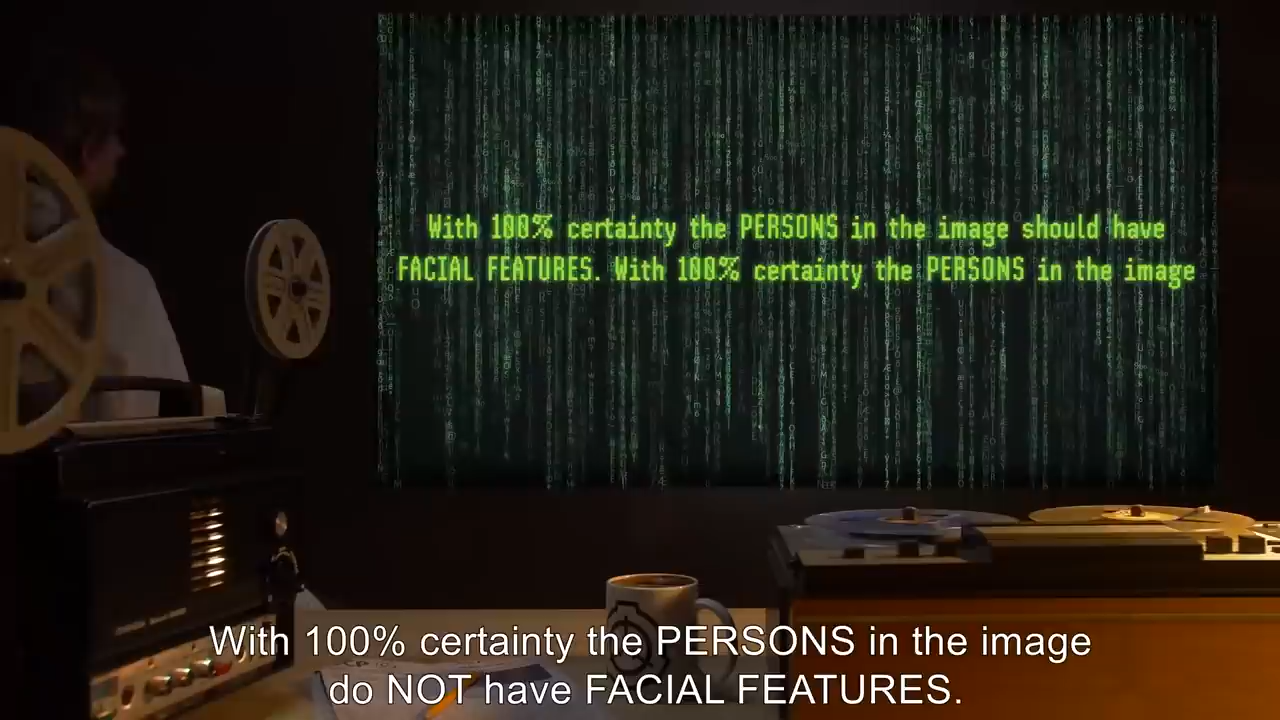 With 100% certainty the PERSONS in the image should have
FACIAL FEATURES. With 100% certainty the PERSONS in the image
With 100% certainty the PERSONS in the image
do NOT have FACIAL FEATURES.